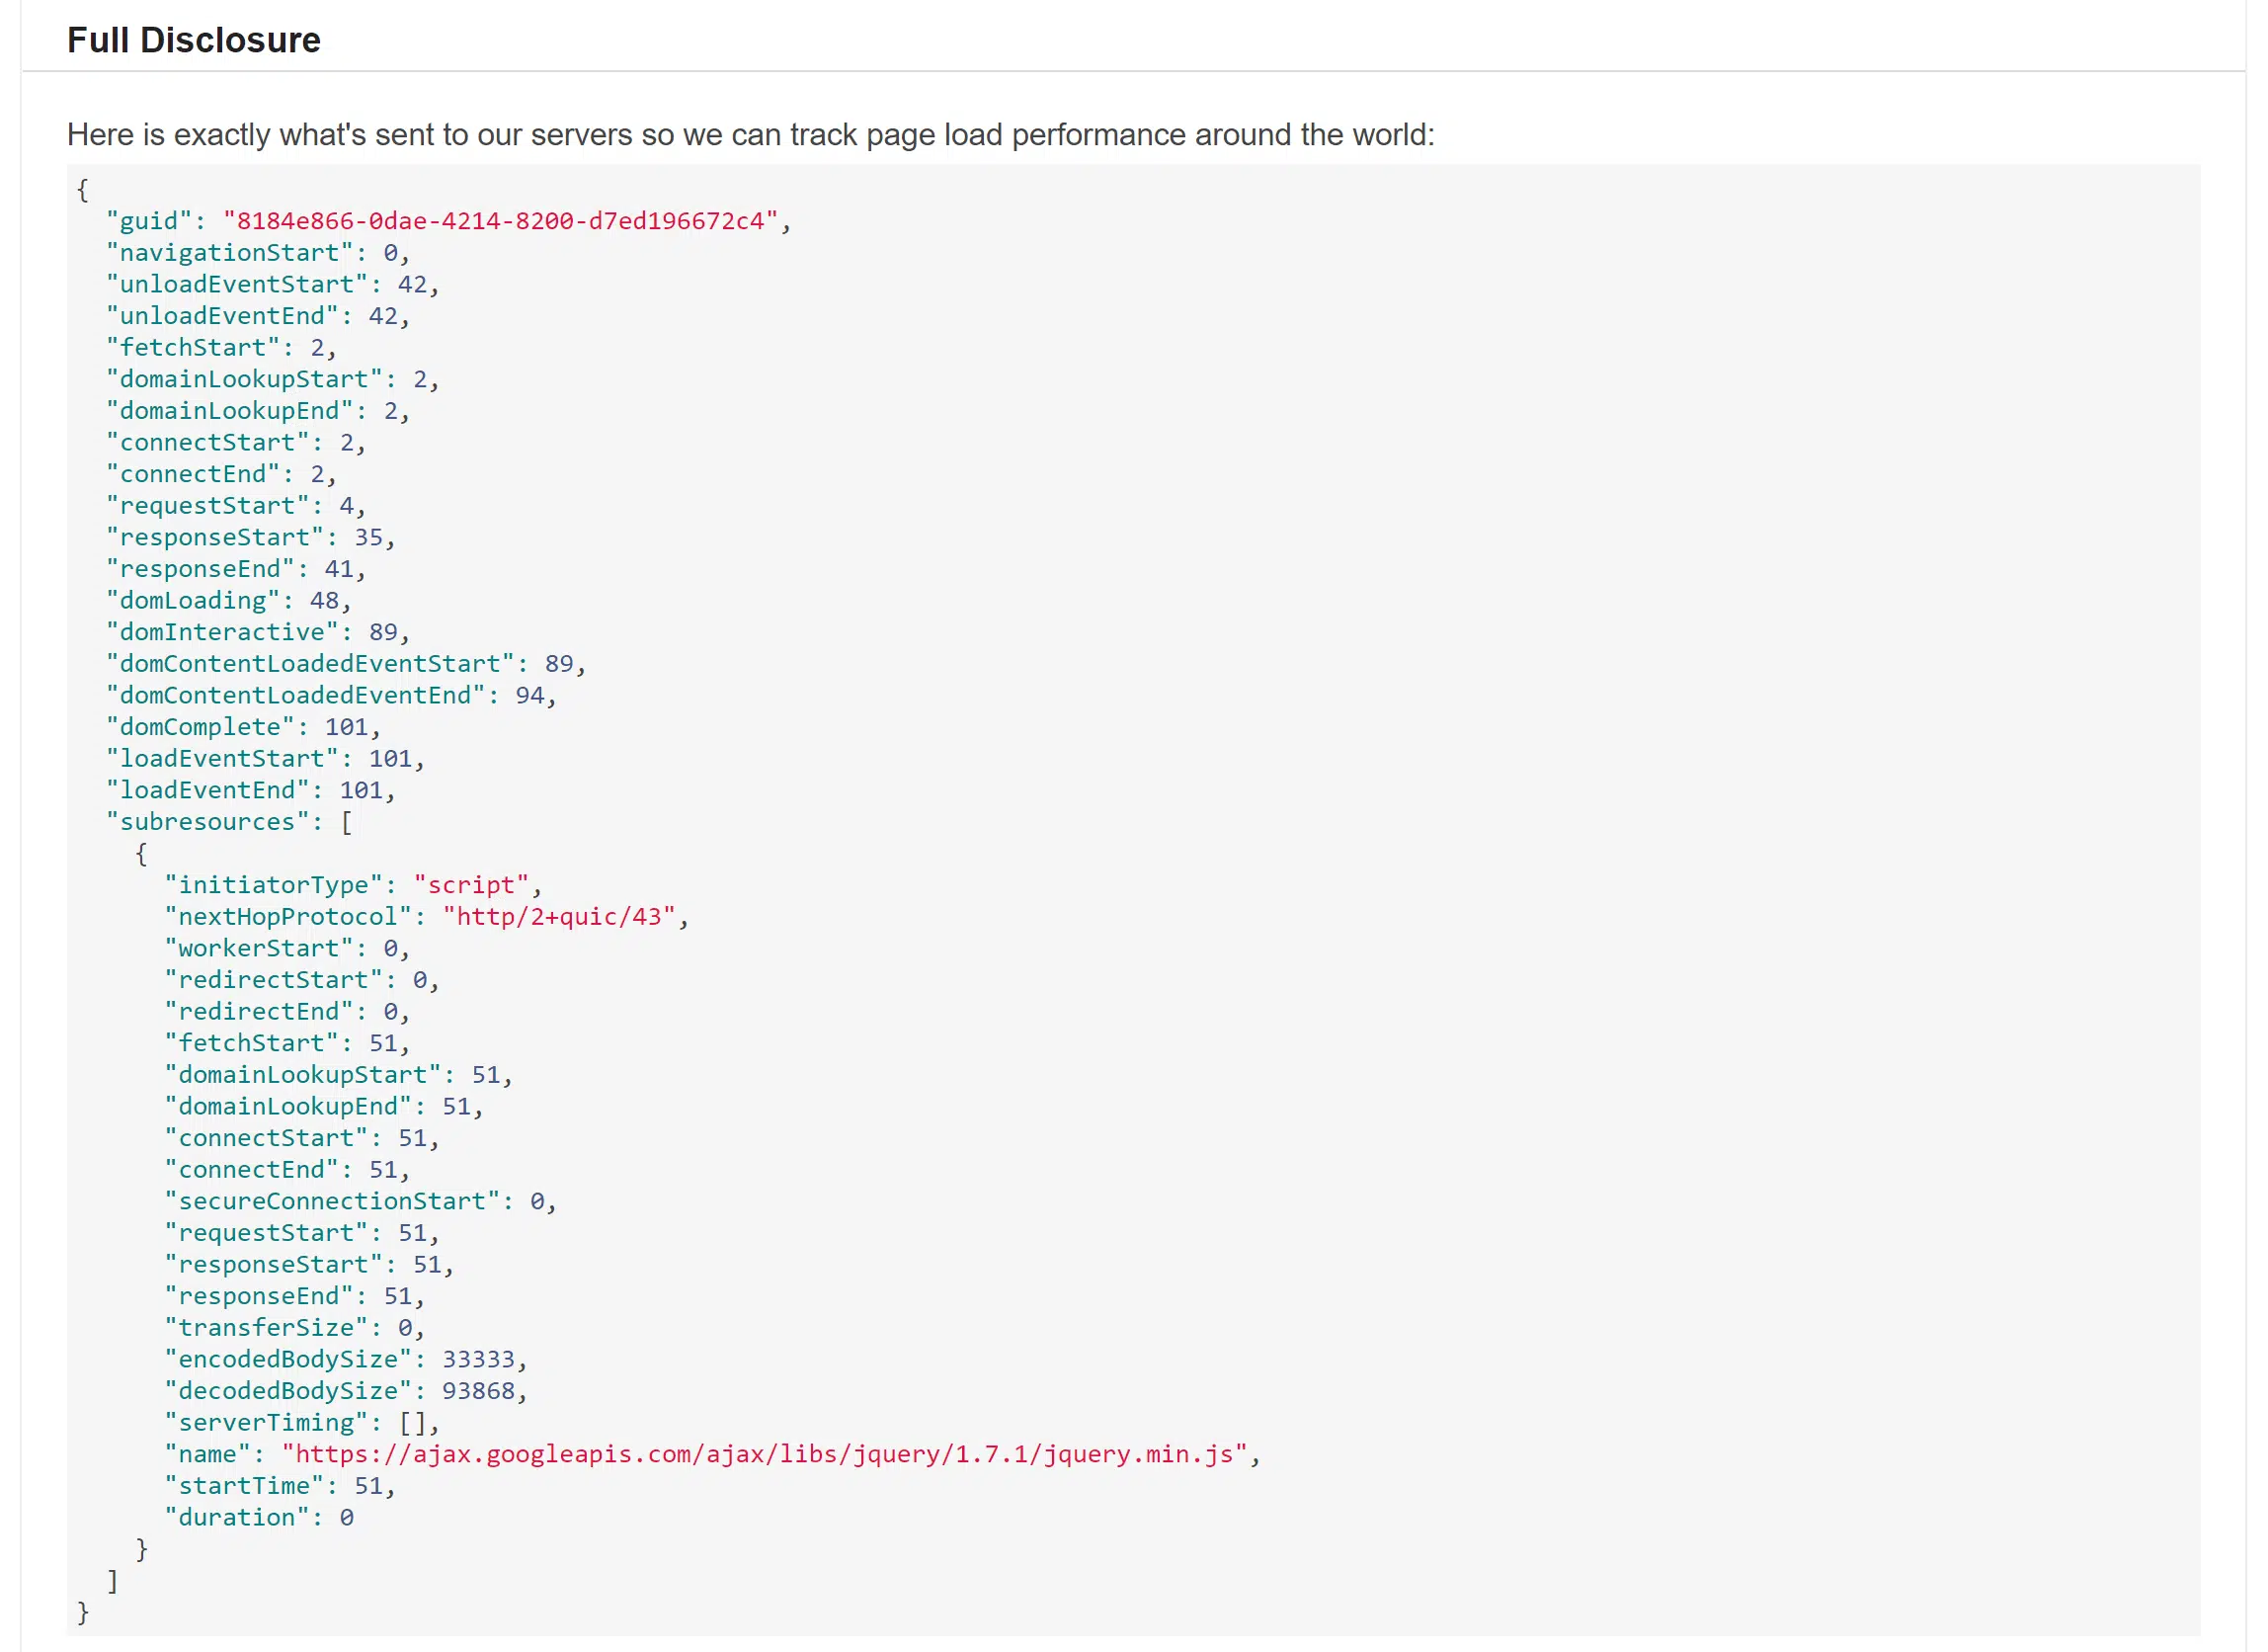 Full Disclosure
Here is exactly what's sent to our servers so we can track page load performance around the world:
{
  "guid": "8184e866-0dae-4214-8200-d7ed196672c4",
  "navigationStart": 0,
  "unloadEventStart": 42,
  "unloadEventEnd": 42,
  "fetchStart": 2,
  "domainLookupStart": 2,
  "domainLookupEnd": 2,
  "connectStart": 2,
  "connectEnd": 2,
  "requestStart": 4,
  "responseStart": 35,
  "responseEnd": 41,
  "domLoading": 48,
  "domInteractive": 89,
  "domContentLoadedEventStart": 89,
  "domContentLoadedEventEnd": 94,
  "domComplete": 101,
  "loadEventStart": 101,
  "loadEventEnd": 101,
  "subresources": [
    {
      "initiatorType": "script",
      "nextHopProtocol": "http/2+quic/43",
      "workerStart": 0,
      "redirectStart": 0,
      "redirectEnd": 0,
      "fetchStart": 51,
      "domainLookupStart": 51,
      "domainLookupEnd": 51,
      "connectStart": 51,
      "connectEnd": 51,
      "secureConnectionStart": 0,
      "requestStart": 51,
      "responseStart": 51,
      "responseEnd": 51,
      "transferSize": 0,
      "encodedBodySize": 33333,
      "decodedBodySize": 93868,
      "serverTiming": [],
      "name": "https://ajax.googleapis.com/ajax/libs/jquery/1.7.1/jquery.min.js",
      "startTime": 51,
      "duration": 0
    }
  ]
}